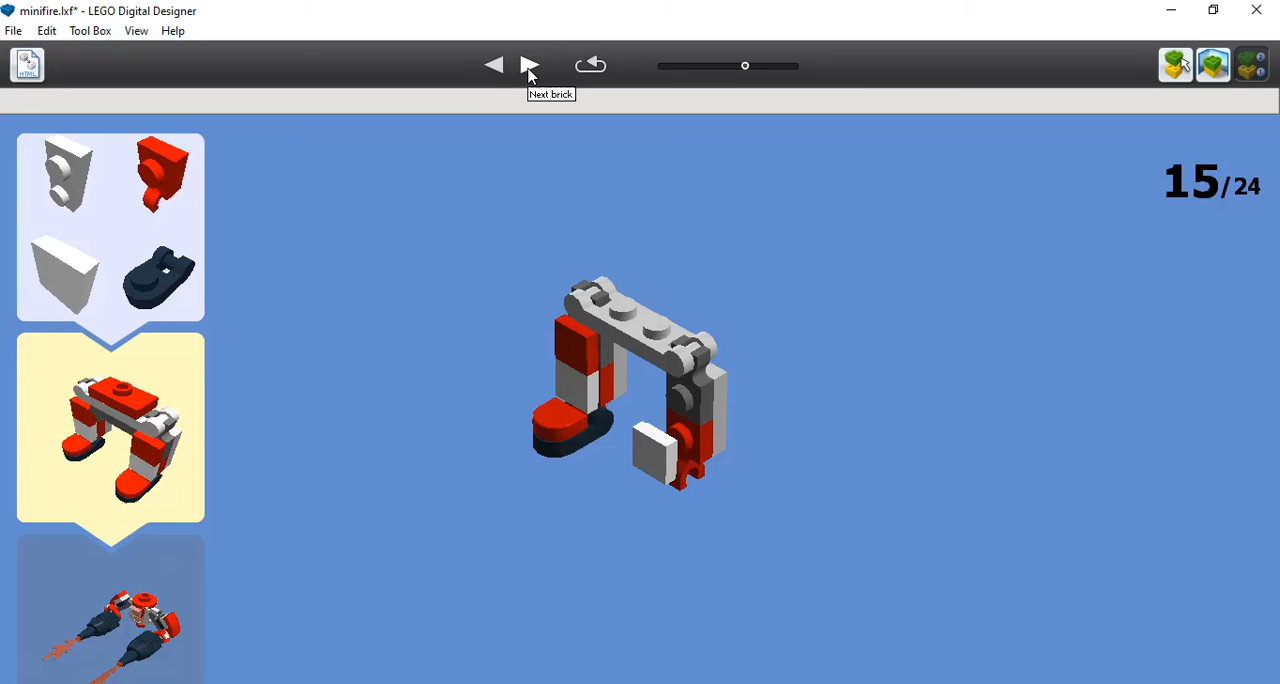 minifire.lxf* - LEGO Digital Designer
File Edit Tool Box View Help
HTML
Next brick
15/24